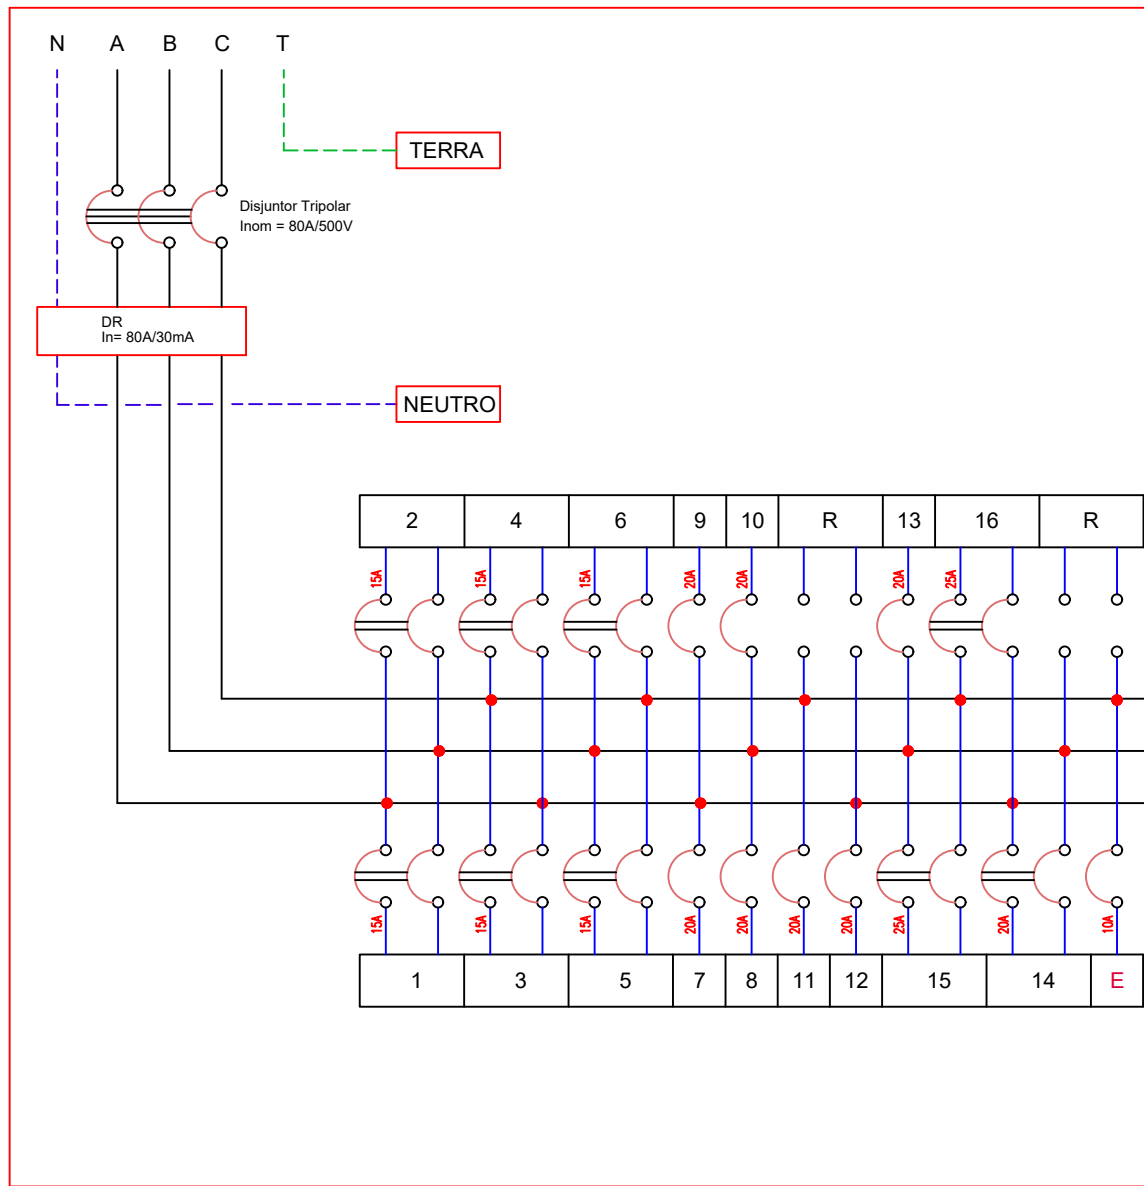 N A B C T
TERRA
Disjuntor Tripolar
Inom = 80A/500V
DR
In= 80A/30mA
NEUTRO
2 4 6 9 10 R 13 16 R
15A 15A 15A 20A 20A 20A 25A
15A 15A 15A 20A 20A 20A 20A 25A 20A 10A
1 3 5 7 8 11 12 15 14 E